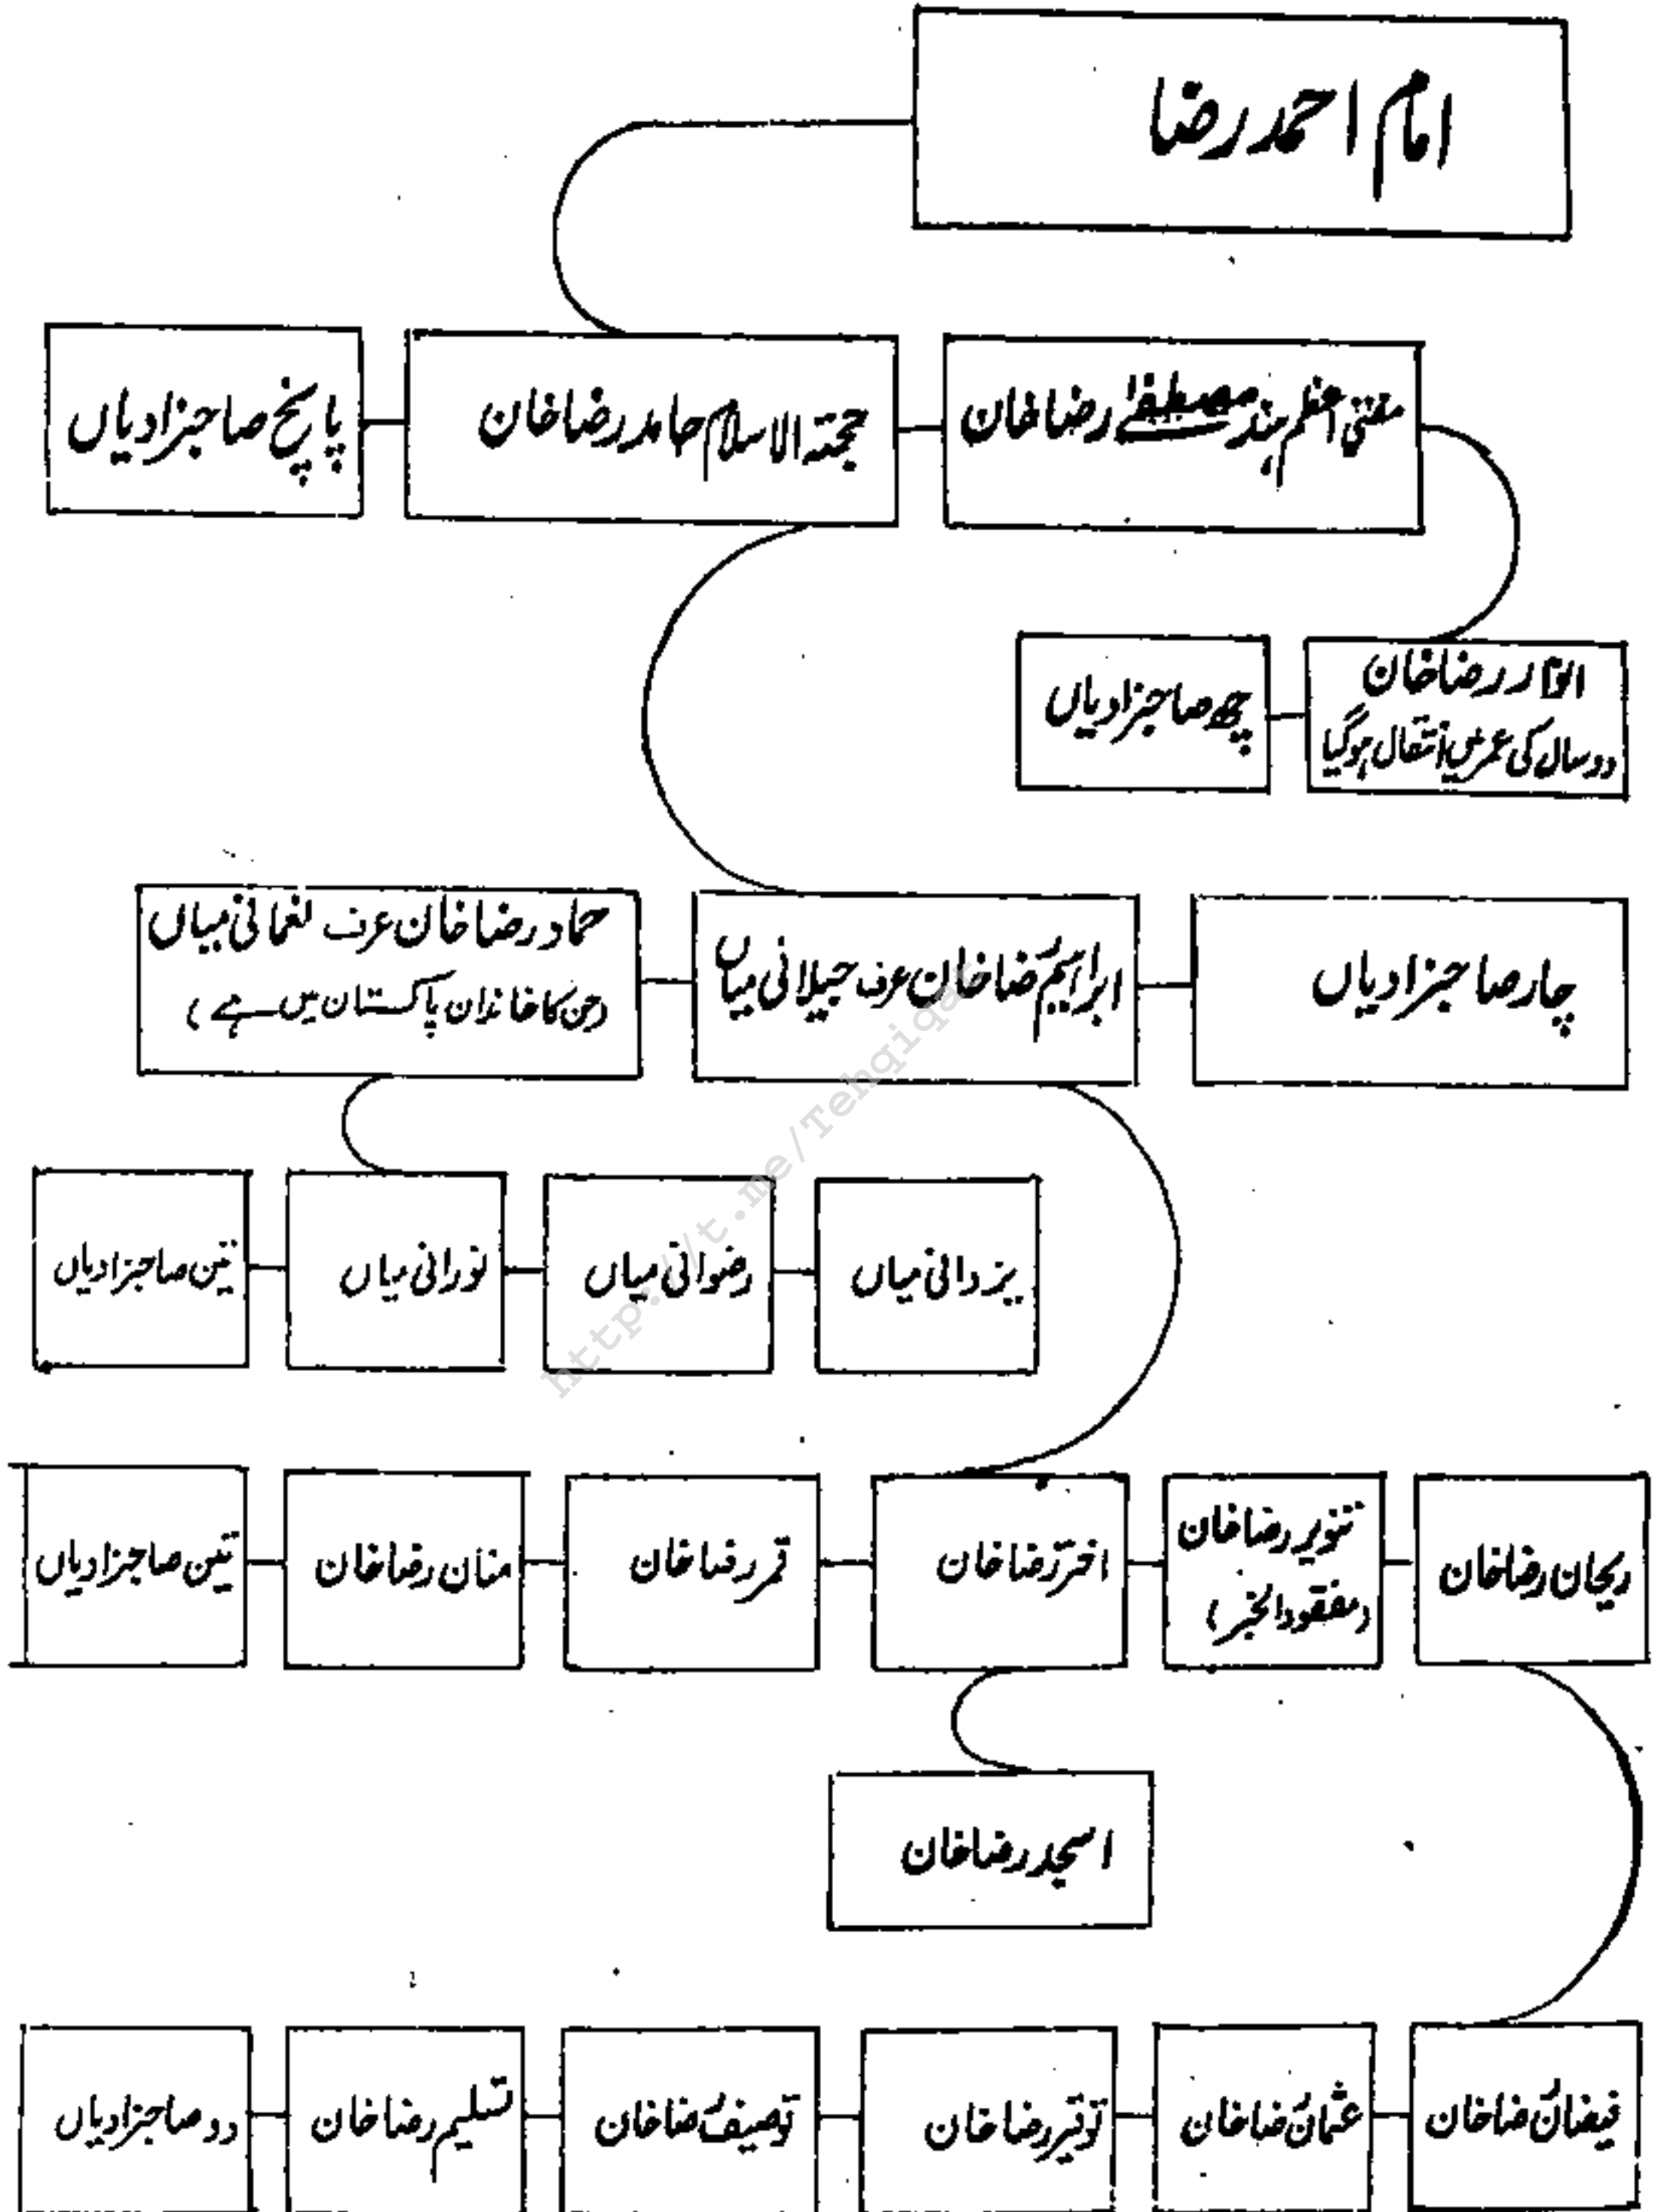 امام احمد رضا
مفتی اعظم ہند مصطفےٰ رضا خان
حجۃ الاسلام حامد رضا خان
پانچ صاحبزادیاں
انوار رضا خان
دو سال کی عمر میں انتقال ہوگیا
چھ صاحبزادیاں
چار صاحبزادیاں
ابراہیم رضا خان عرف جیلانی میاں
حماد رضا خان عرف نعمانی میاں
(جن کا خاندان پاکستان میں ہے)
یزدانی میاں
رضوانی میاں
نورانی میاں
تین صاحبزادیاں
ریحان رضا خان
تنویر رضا خان
(مفقود الخبر)
اختر رضا خان
قمر رضا خان
منان رضا خان
تین صاحبزادیاں
اسجد رضا خان
فیضان رضا خان
عثمان رضا خان
توقیر رضا خان
توصیف رضا خان
تسلیم رضا خان
دو صاحبزادیاں
http://t.me/Tehqiqat